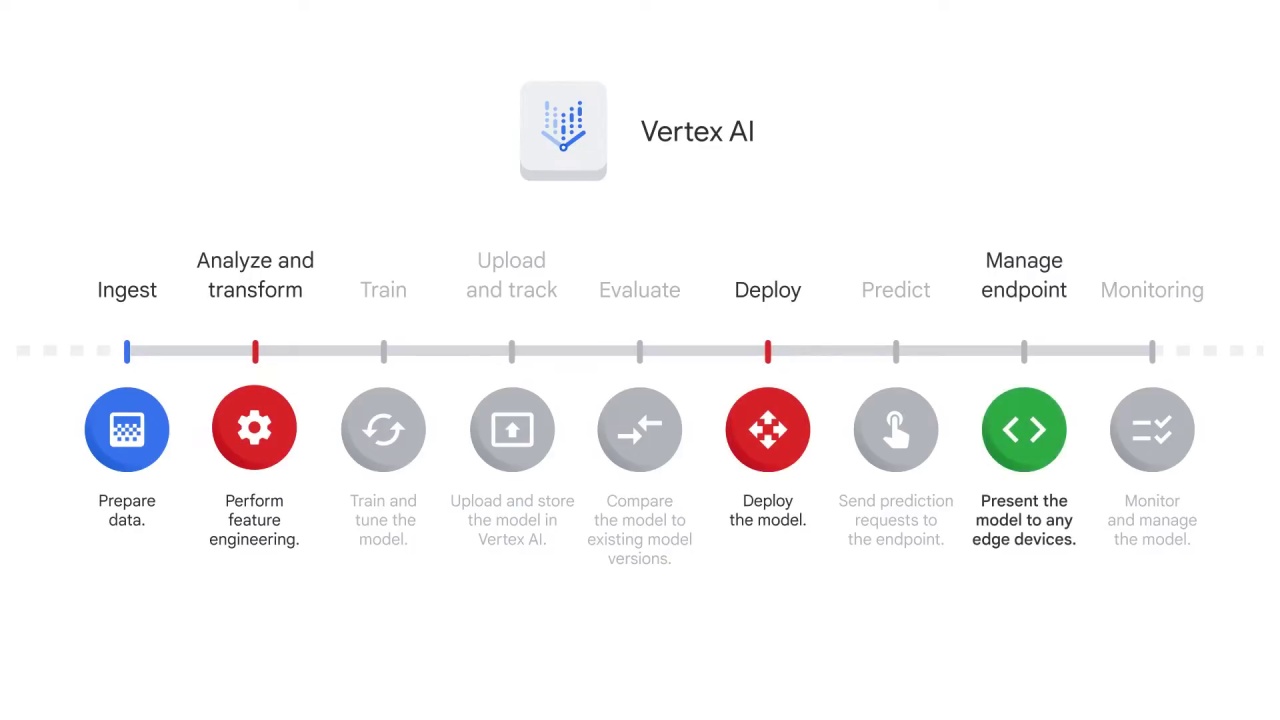 Vertex AI
Ingest
Analyze and
transform
Train
Upload
and track
Evaluate
Deploy
Predict
Manage
endpoint
Monitoring
Prepare
data.
Perform
feature
engineering.
Train and
tune the
model.
Upload and store
the model in
Vertex AI.
Compare
the model to
existing model
versions.
Deploy
the model.
Send prediction
requests to
the endpoint.
Present the
model to any
edge devices.
Monitor
and manage
the model.